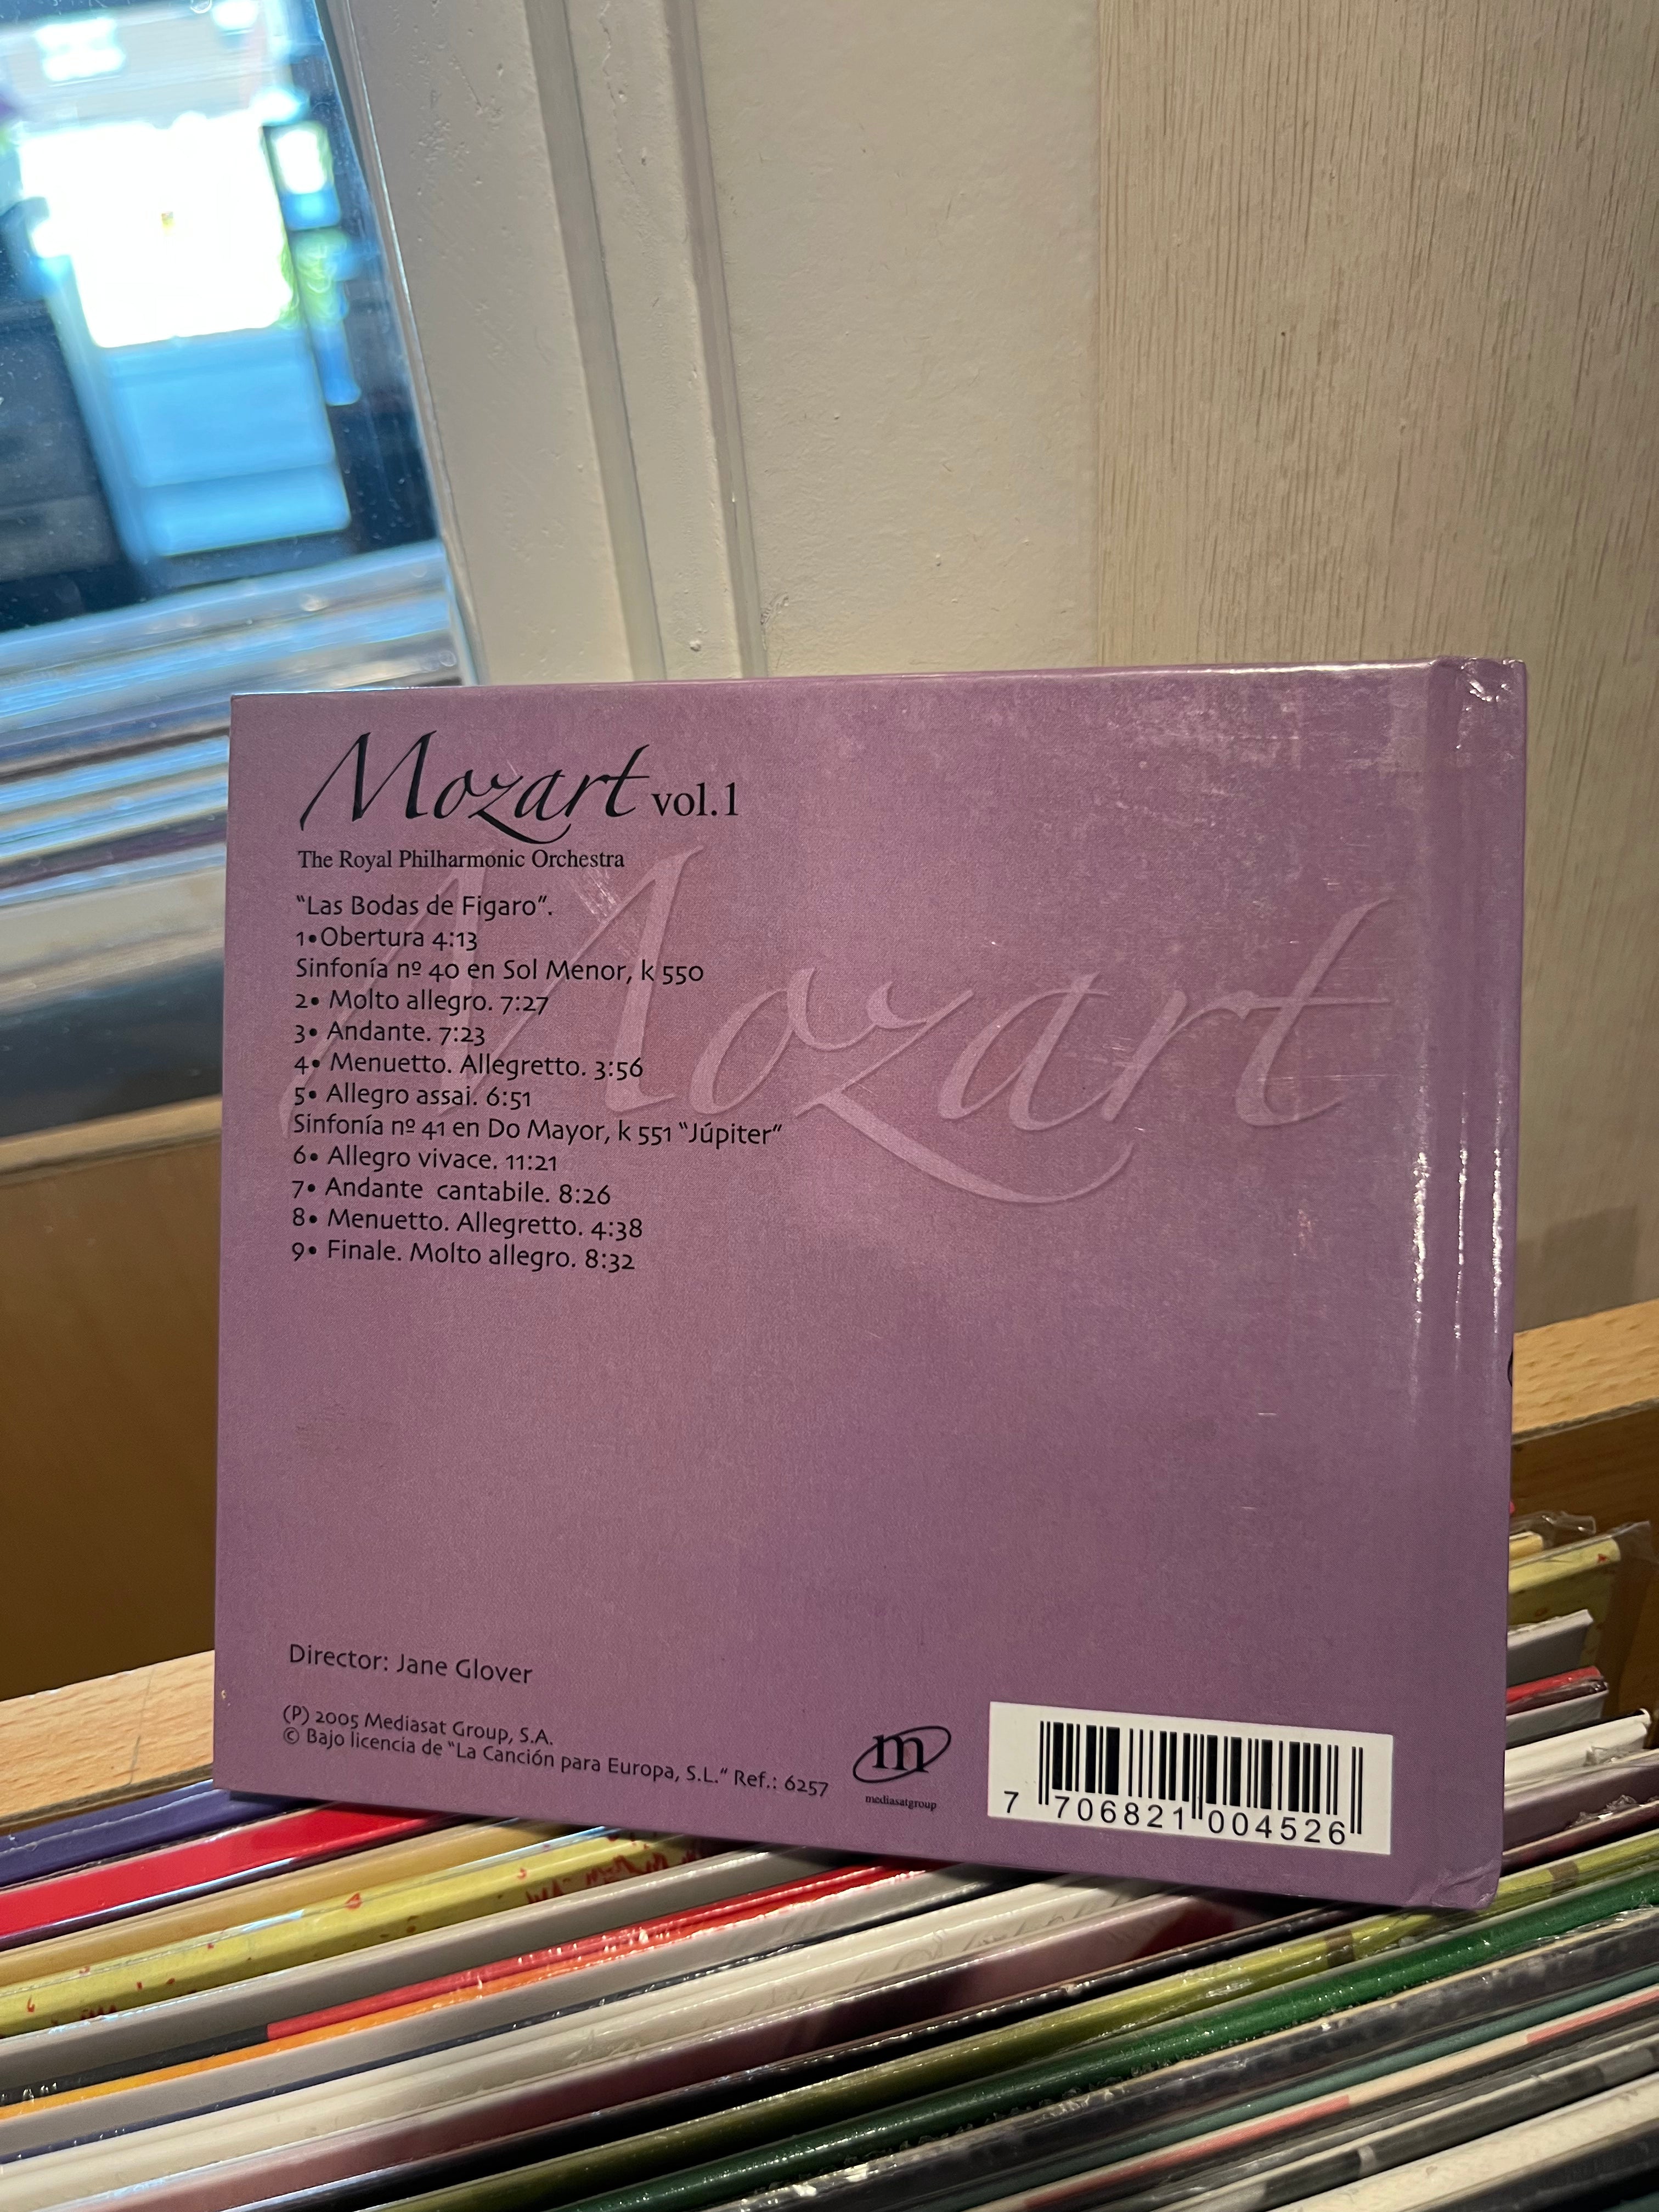 Mozart vol.1
The Royal Philharmonic Orchestra
Mozart
“Las Bodas de Figaro”.
1•Obertura 4:13
Sinfonía nº 40 en Sol Menor, k 550
2• Molto allegro. 7:27
3• Andante. 7:23
4• Menuetto. Allegretto. 3:56
5• Allegro assai. 6:51
Sinfonía nº 41 en Do Mayor, k 551 “Júpiter”
6• Allegro vivace. 11:21
7• Andante cantabile. 8:26
8• Menuetto. Allegretto. 4:38
9• Finale. Molto allegro. 8:32
Director: Jane Glover
(P) 2005 Mediasat Group, S.A.
© Bajo licencia de “La Canción para Europa, S.L.” Ref.: 6257
m
mediasatgroup
7 706821 004526